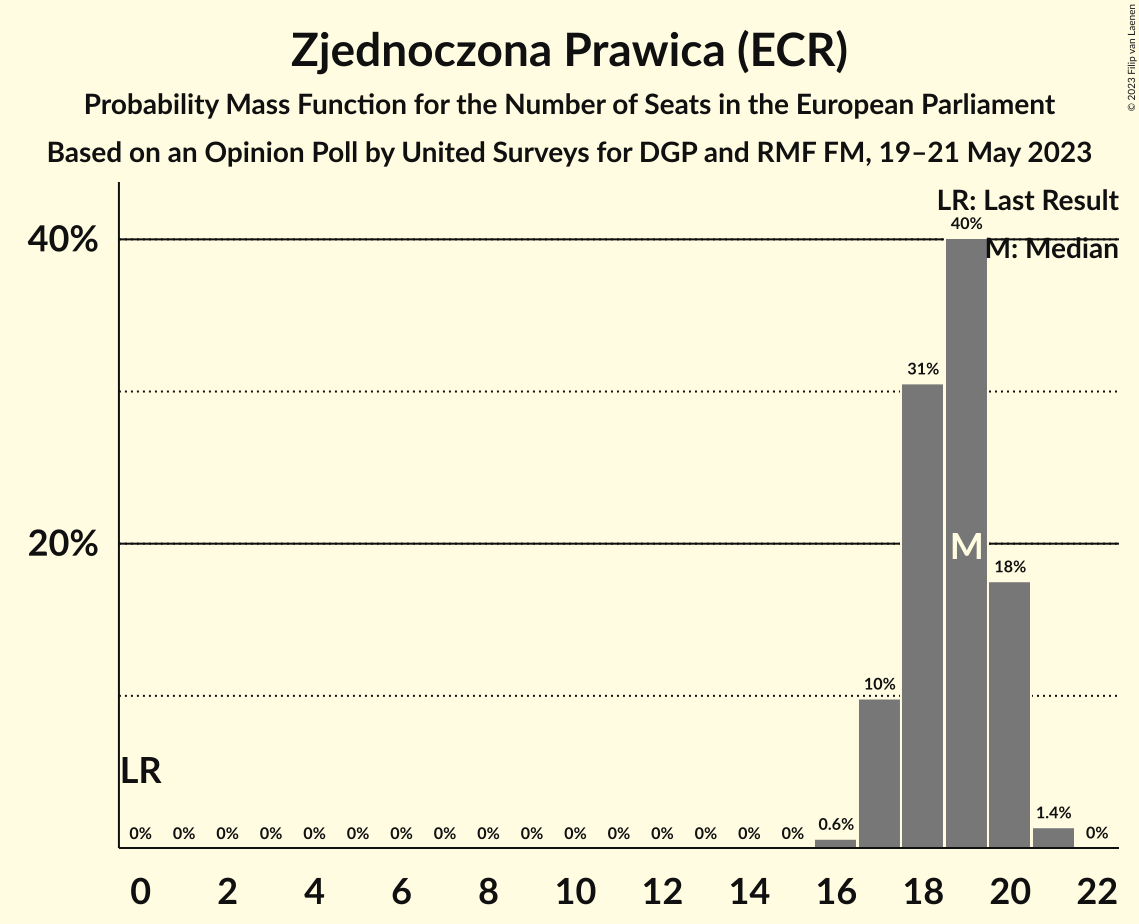 Zjednoczona Prawica (ECR)
Probability Mass Function for the Number of Seats in the European Parliament
Based on an Opinion Poll by United Surveys for DGP and RMF FM, 19–21 May 2023
© 2023 Filip van Laenen
LR: Last Result
M: Median
40%
20%
40%
31%
M
18%
10%
LR
0% 0% 0% 0% 0% 0% 0% 0% 0% 0% 0% 0% 0% 0% 0% 0% 0.6% 1.4% 0%
0 2 4 6 8 10 12 14 16 18 20 22